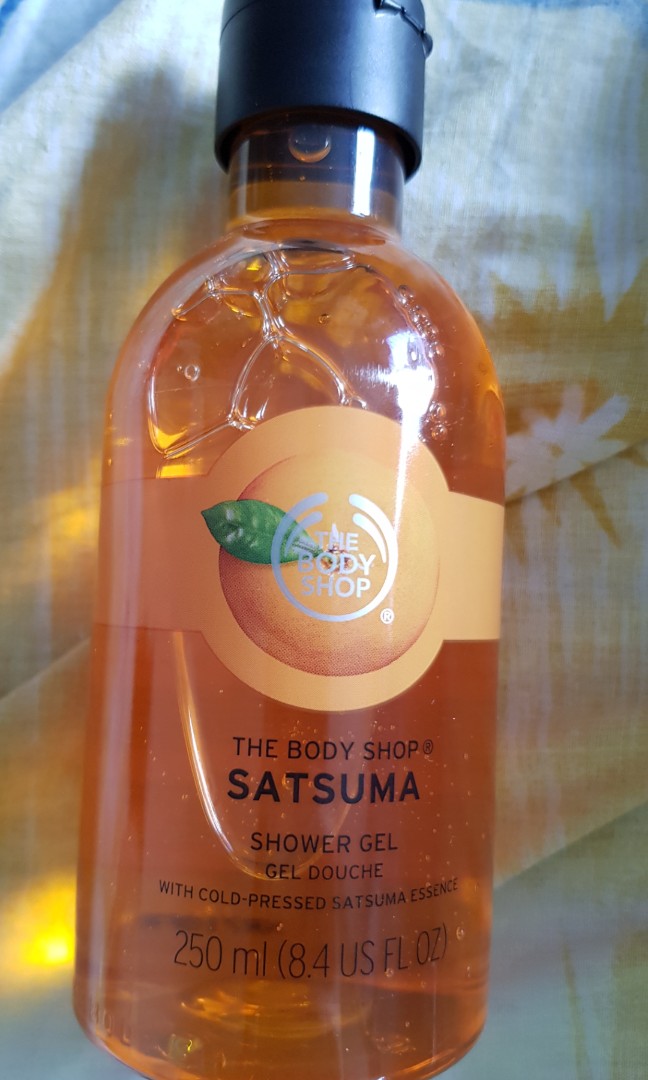 THE
BODY
SHOP
®
THE BODY SHOP®
SATSUMA
SHOWER GEL
GEL DOUCHE
WITH COLD-PRESSED SATSUMA ESSENCE
250 ml (8.4 US FL OZ)